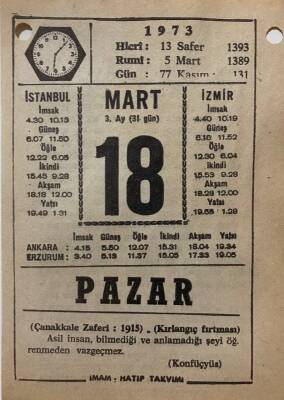 1973
Hicri : 13 Safer 1393
Rumî : 5 Mart 1389
Gün : 77 Kasım : 131
İSTANBUL
İmsak
4.30 10.13
Güneş
6.07 11.50
Öğle
12.22 6.05
İkindi
15.45 9.28
Akşam
18.18 12.00
Yatsı
19.49 1.31
MART
3. Ay (31 gün)
18
İZMİR
İmsak
4.40 10.19
Güneş
6.16 11.52
Öğle
12.30 6.04
İkindi
15.53 9.28
Akşam
18.28 12.00
Yatsı
19.55 1.28
İmsak Güneş Öğle İkindi Akşam Yatsı
ANKARA : 4.15 5.50 12.07 15.31 18.04 19.34
ERZURUM : 3.40 5.13 11.37 15.05 17.33 19.05
PAZAR
(Çanakkale Zaferi : 1915) . (Kırlangıç fırtınası)
Asil insan, bilmediği ve anlamadığı şeyi öğ.
renmeden vazgeçmez.
(Konfüçyüs)
İMAM - HATİP TAKVİMİ